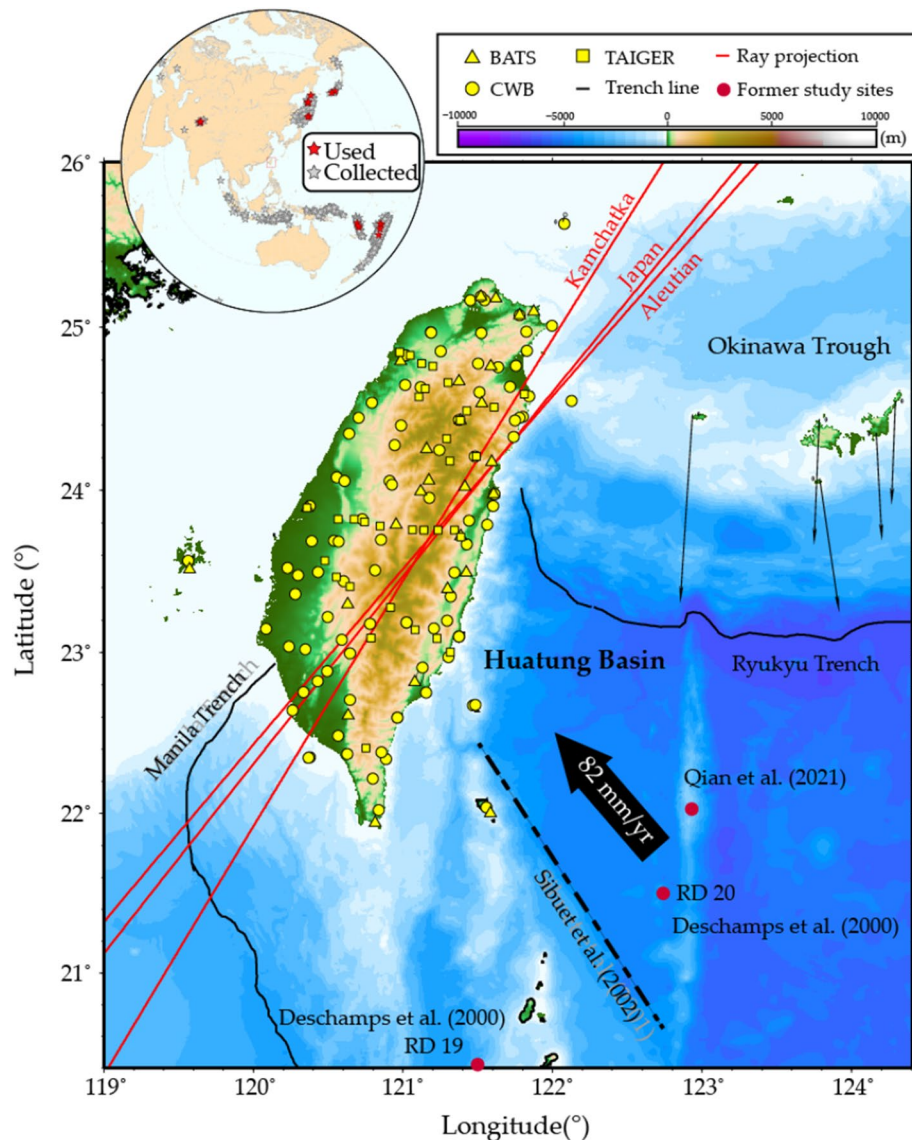 BATS
TAIGER
Ray projection
CWB
Trench line
Former study sites
−10000 −5000 0 5000 10000 (m)
Used
Collected
26°
25°
24°
23°
22°
21°
Latitude (°)
Kamchatka
Japan
Aleutian
Okinawa Trough
Manila Trench
Huatung Basin
Ryukyu Trench
82 mm/yr
Qian et al. (2021)
RD 20
Deschamps et al. (2000)
Sibuet et al. (2002)
Deschamps et al. (2000)
RD 19
119° 120° 121° 122° 123° 124°
Longitude(°)